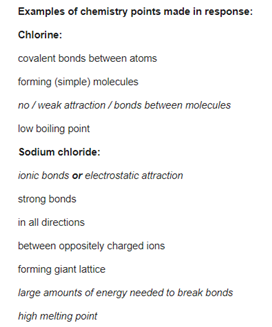 Examples of chemistry points made in response:
Chlorine:
covalent bonds between atoms
forming (simple) molecules
no / weak attraction / bonds between molecules
low boiling point
Sodium chloride:
ionic bonds or electrostatic attraction
strong bonds
in all directions
between oppositely charged ions
forming giant lattice
large amounts of energy needed to break bonds
high melting point